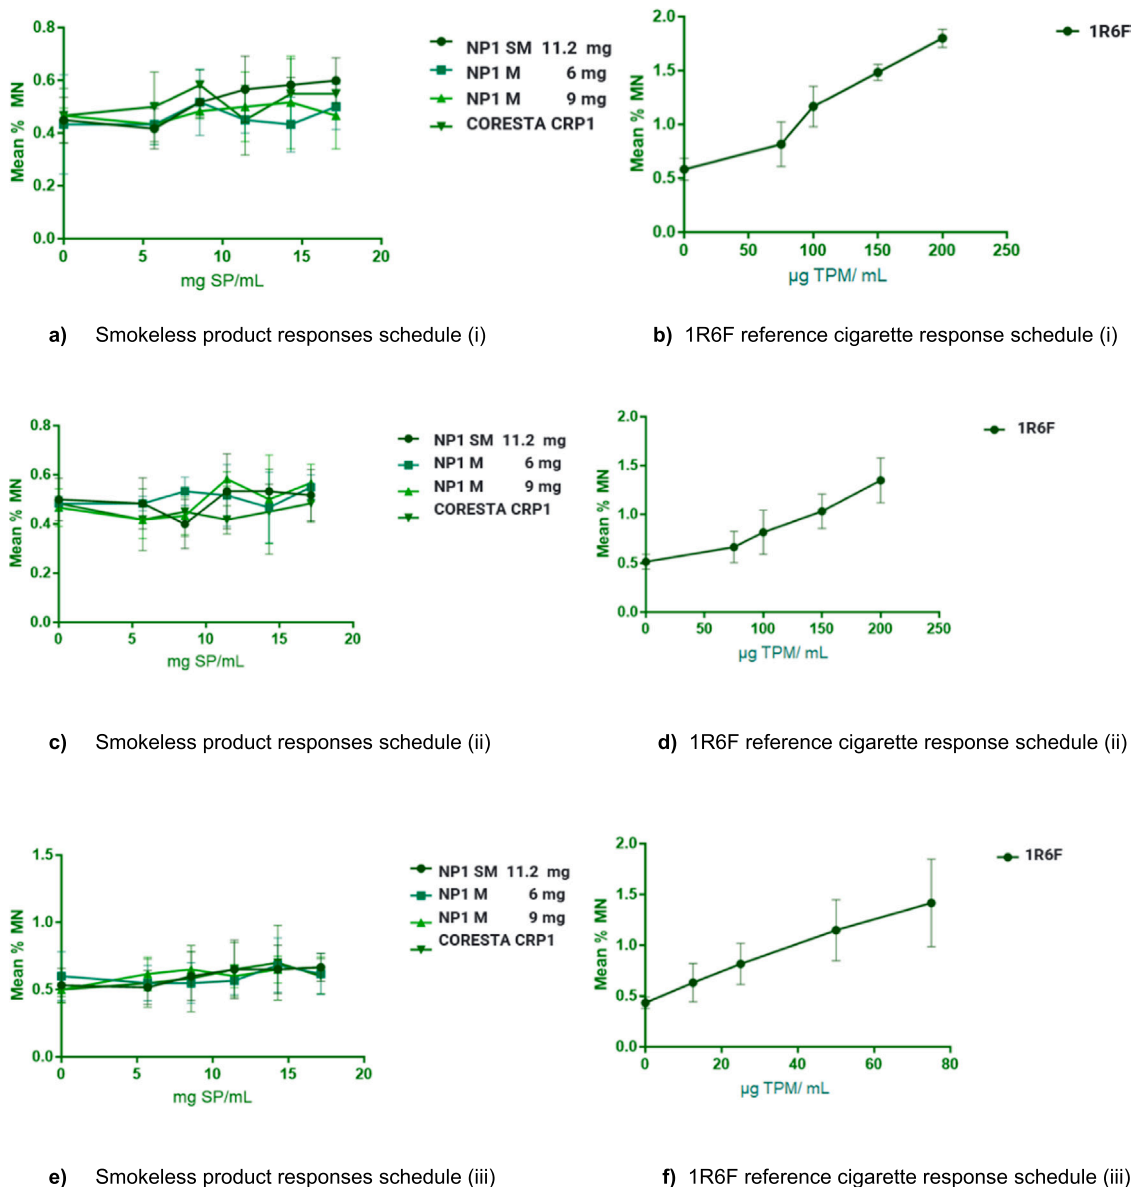 0.8
0.6
0.4
0.2
0.0
Mean % MN
0 5 10 15 20
mg SP/mL
NP1 SM 11.2 mg
NP1 M 6 mg
NP1 M 9 mg
CORESTA CRP1
2.0
1.5
1.0
0.5
0.0
Mean % MN
0 50 100 150 200 250
µg TPM/ mL
1R6F
a) Smokeless product responses schedule (i)
b) 1R6F reference cigarette response schedule (i)
0.8
0.6
0.4
0.2
0.0
Mean % MN
0 5 10 15 20
mg SP/mL
NP1 SM 11.2 mg
NP1 M 6 mg
NP1 M 9 mg
CORESTA CRP1
2.0
1.5
1.0
0.5
0.0
Mean % MN
0 50 100 150 200 250
µg TPM/ mL
1R6F
c) Smokeless product responses schedule (ii)
d) 1R6F reference cigarette response schedule (ii)
1.5
1.0
0.5
0.0
Mean % MN
0 5 10 15 20
mg SP/mL
NP1 SM 11.2 mg
NP1 M 6 mg
NP1 M 9 mg
CORESTA CRP1
2.0
1.5
1.0
0.5
0.0
Mean % MN
0 20 40 60 80
µg TPM/ mL
1R6F
e) Smokeless product responses schedule (iii)
f) 1R6F reference cigarette response schedule (iii)